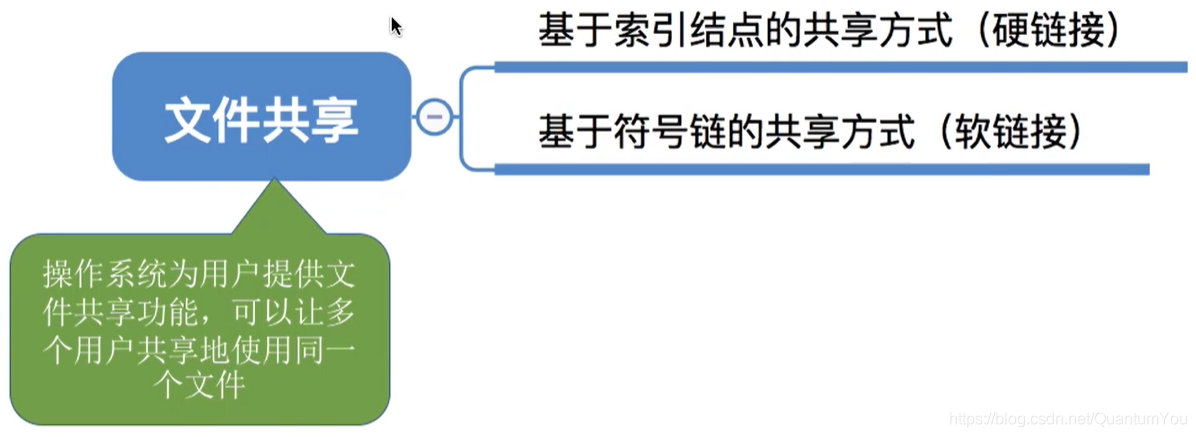 基于索引结点的共享方式（硬链接）
文件共享
基于符号链的共享方式（软链接）
操作系统为用户提供文
件共享功能，可以让多
个用户共享地使用同一
个文件
https://blog.csdn.net/QuantumYou